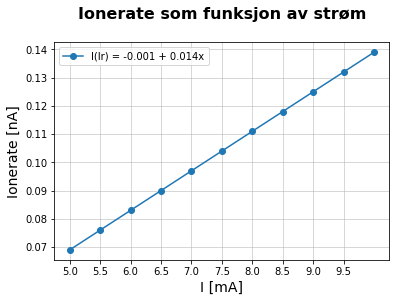 Ionerate som funksjon av strøm
I(Ir) = -0.001 + 0.014x
0.14
0.13
0.12
0.11
0.10
0.09
0.08
0.07
Ionerate [nA]
5.0 5.5 6.0 6.5 7.0 7.5 8.0 8.5 9.0 9.5
I [mA]